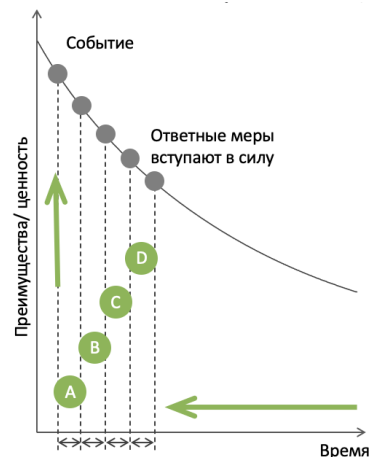 Событие
Ответные меры
вступают в силу
Преимущества/ ценность
D
C
B
A
Время